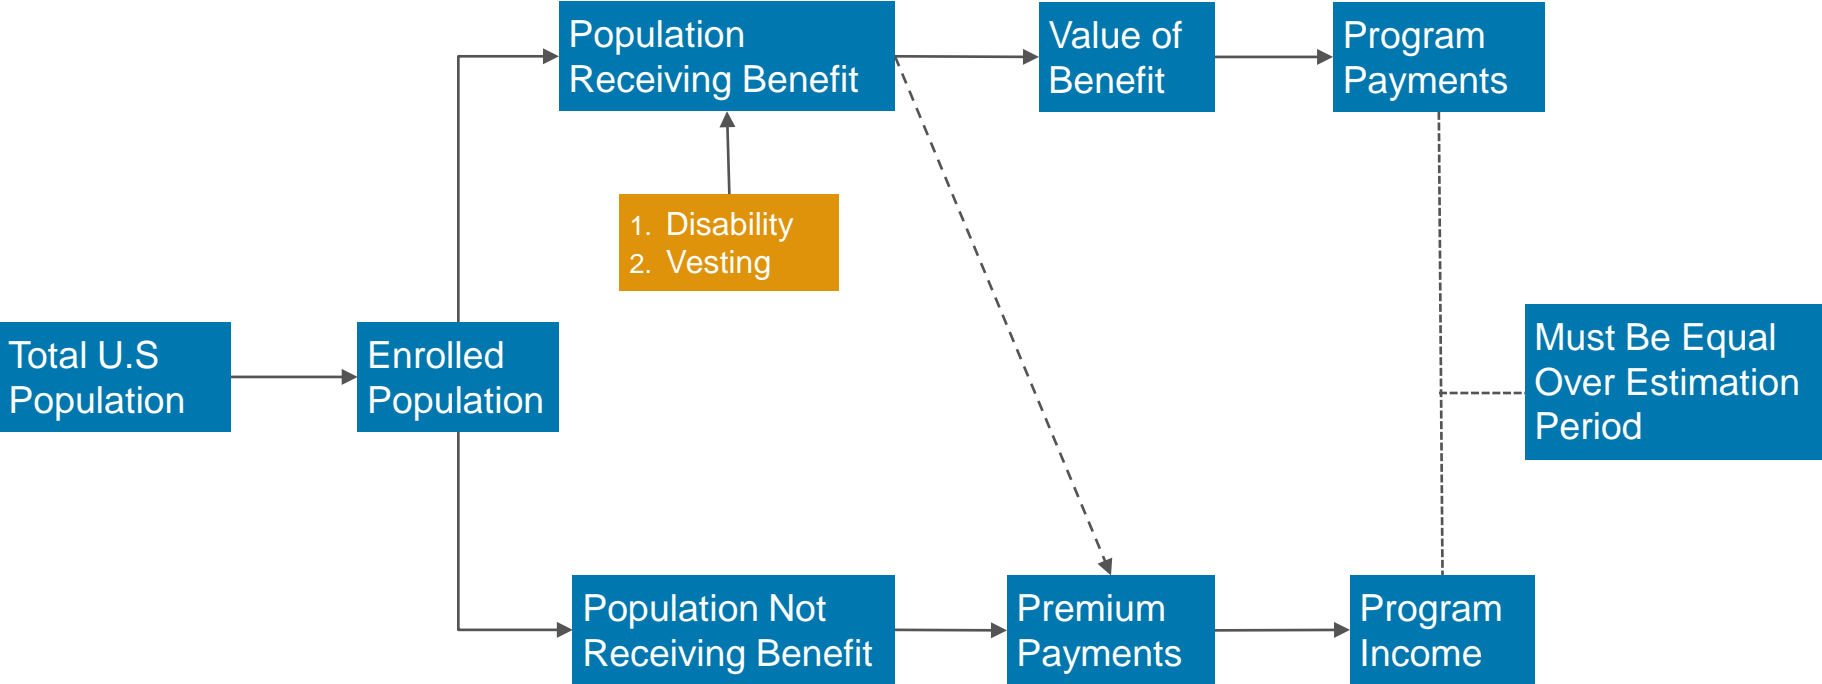 Population
Receiving Benefit
Value of
Benefit
Program
Payments
1. Disability
2. Vesting
Total U.S
Population
Enrolled
Population
Must Be Equal
Over Estimation
Period
Population Not
Receiving Benefit
Premium
Payments
Program
Income